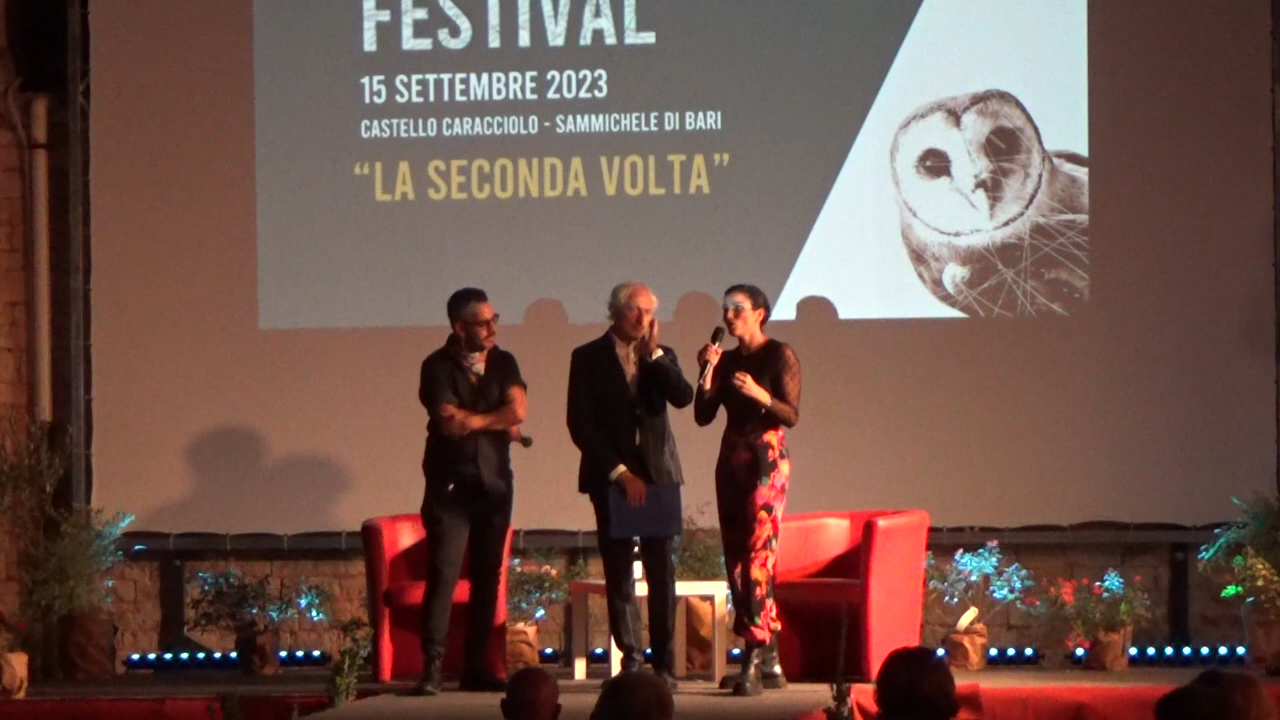 FESTIVAL
15 SETTEMBRE 2023
CASTELLO CARACCIOLO - SAMMICHELE DI BARI
“LA SECONDA VOLTA”